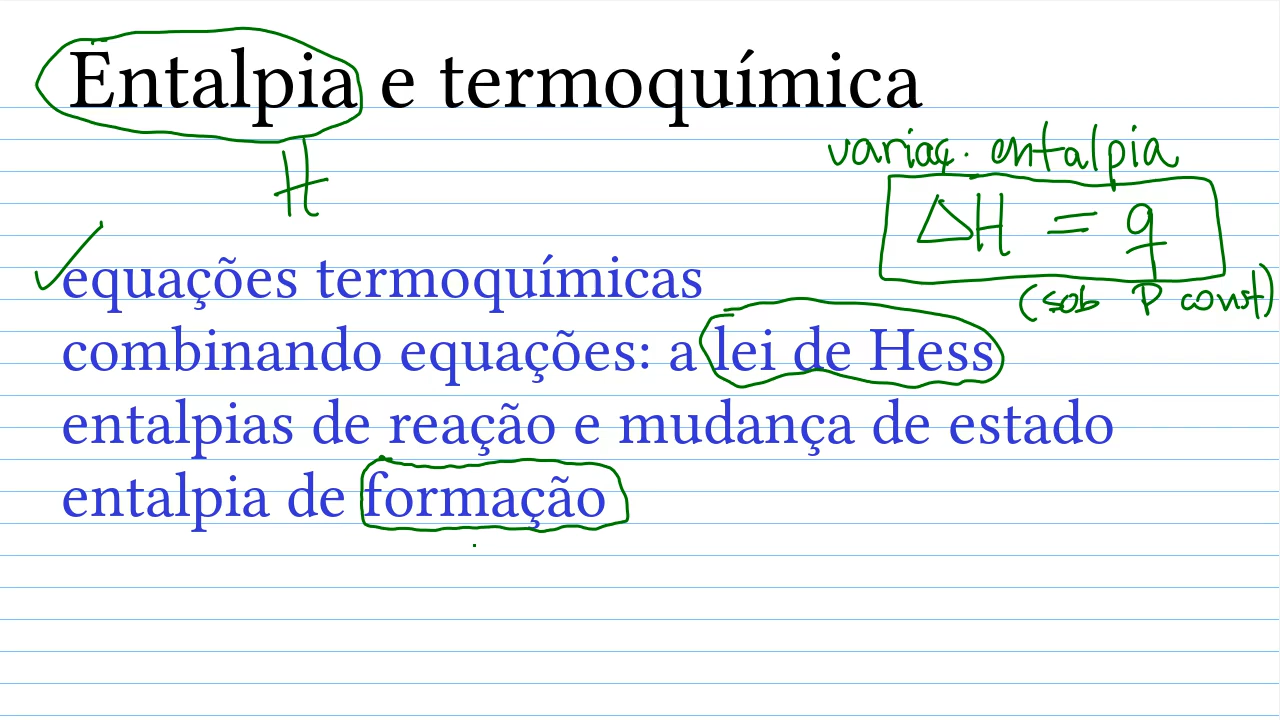 Entalpia e termoquímica
H
variaç. entalpia
ΔH = q
(sob P const)
equações termoquímicas
combinando equações: a lei de Hess
entalpias de reação e mudança de estado
entalpia de formação